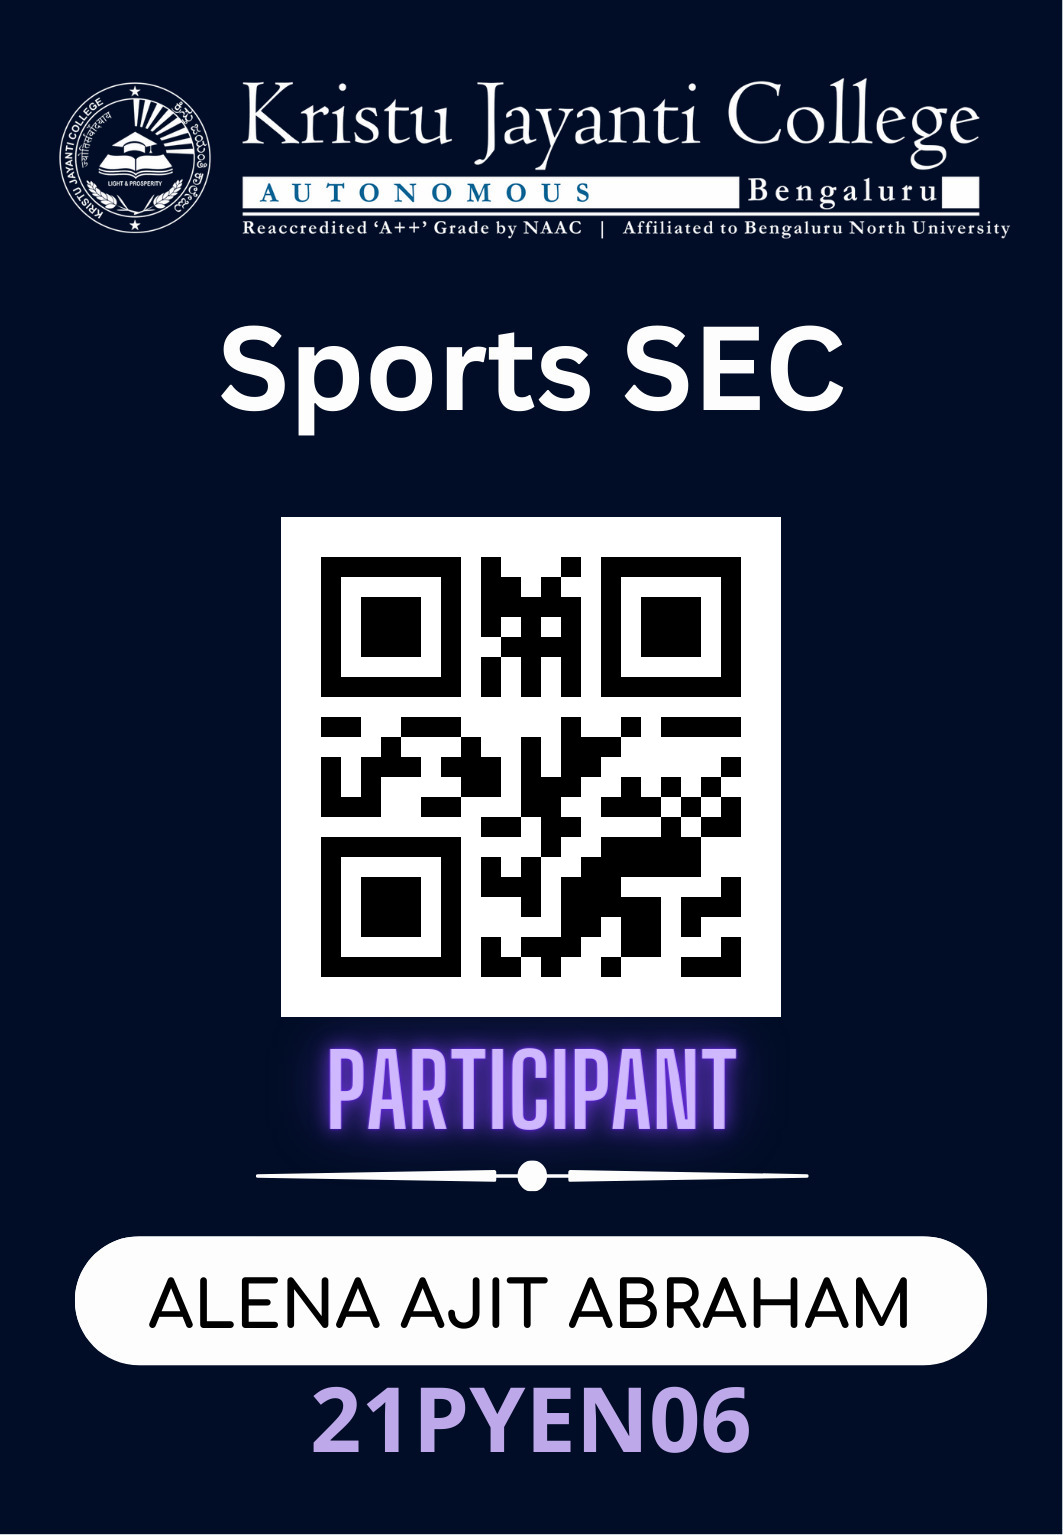 KRISTU JAYANTI COLLEGE
LIGHT & PROSPERITY
Kristu Jayanti College
AUTONOMOUS Bengaluru
Reaccredited ‘A++’ Grade by NAAC | Affiliated to Bengaluru North University
Sports SEC
PARTICIPANT
ALENA AJIT ABRAHAM
21PYEN06